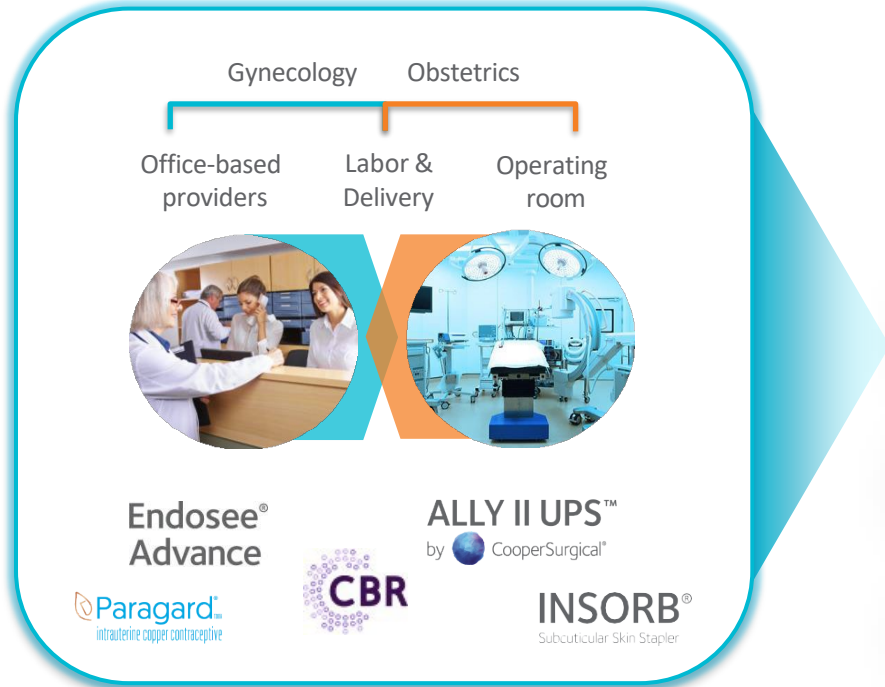 Gynecology Obstetrics
Office-based
providers
Labor &
Delivery
Operating
room
Endosee®
Advance
ALLY II UPS™
by CooperSurgical®
CBR
Paragard
intrauterine copper contraceptive
INSORB®
Subcuticular Skin Stapler